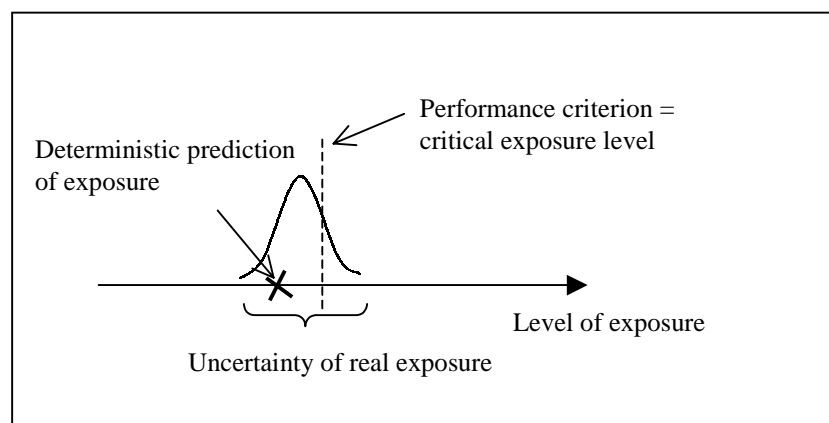 Performance criterion =
critical exposure level
Deterministic prediction
of exposure
Level of exposure
Uncertainty of real exposure